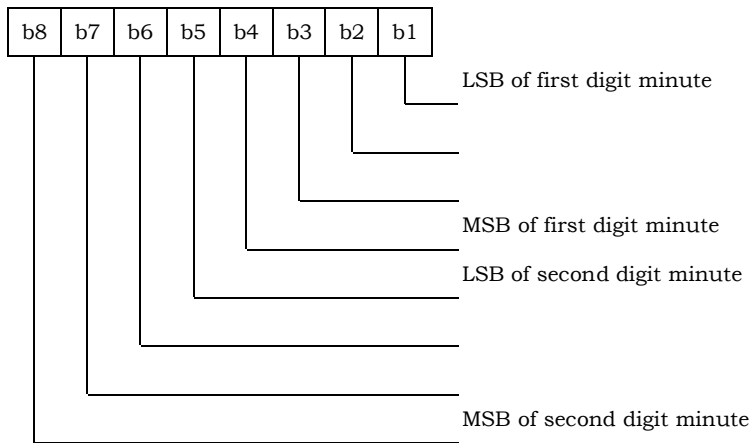 b8 b7 b6 b5 b4 b3 b2 b1
LSB of first digit minute
MSB of first digit minute
LSB of second digit minute
MSB of second digit minute